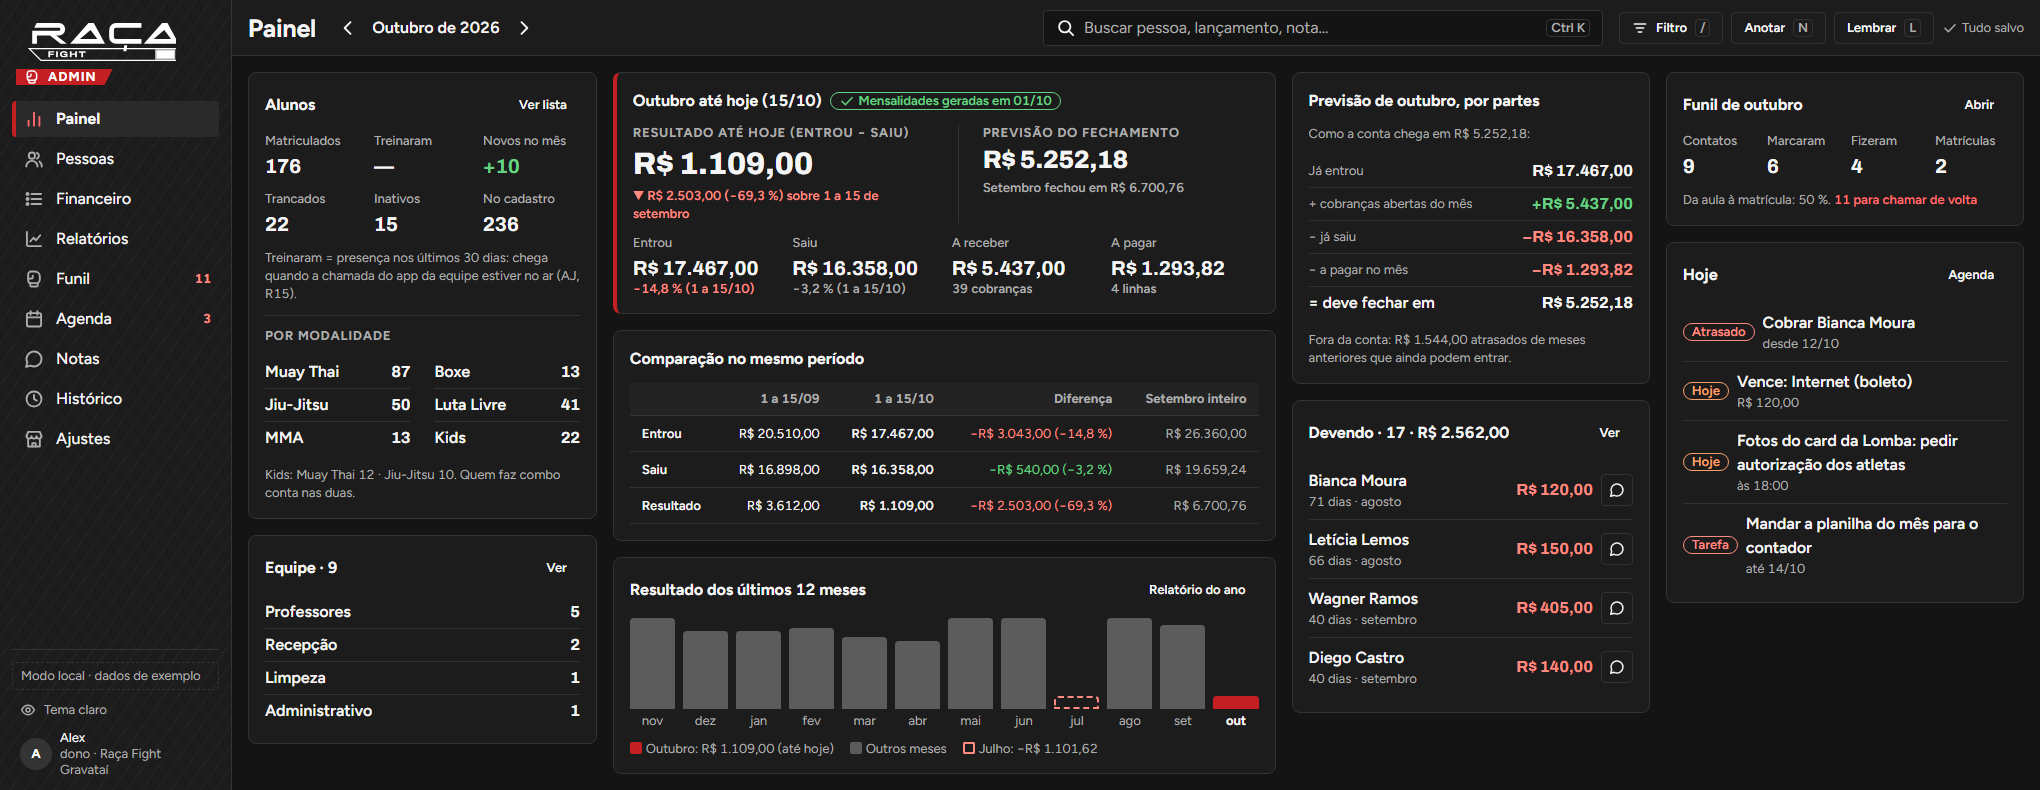 RAÇA
FIGHT
ADMIN
Painel
Pessoas
Financeiro
Relatórios
Funil 11
Agenda 3
Notas
Histórico
Ajustes
Modo local · dados de exemplo
Tema claro
A
Alex
dono · Raça Fight
Gravataí
Painel
Outubro de 2026
Buscar pessoa, lançamento, nota... Ctrl K
Filtro /
Anotar N
Lembrar L
Tudo salvo
Alunos Ver lista
Matriculados Treinaram Novos no mês
176 — +10
Trancados Inativos No cadastro
22 15 236
Treinaram = presença nos últimos 30 dias: chega
quando a chamada do app da equipe estiver no ar (AJ,
R15).
POR MODALIDADE
Muay Thai 87 Boxe 13
Jiu-Jitsu 50 Luta Livre 41
MMA 13 Kids 22
Kids: Muay Thai 12 · Jiu-Jitsu 10. Quem faz combo
conta nas duas.
Equipe · 9 Ver
Professores 5
Recepção 2
Limpeza 1
Administrativo 1
Outubro até hoje (15/10) Mensalidades geradas em 01/10
RESULTADO ATÉ HOJE (ENTROU − SAIU)
R$ 1.109,00
▼ R$ 2.503,00 (−69,3 %) sobre 1 a 15 de
setembro
PREVISÃO DO FECHAMENTO
R$ 5.252,18
Setembro fechou em R$ 6.700,76
Entrou Saiu A receber A pagar
R$ 17.467,00 R$ 16.358,00 R$ 5.437,00 R$ 1.293,82
−14,8 % (1 a 15/10) −3,2 % (1 a 15/10) 39 cobranças 4 linhas
Comparação no mesmo período
1 a 15/09 1 a 15/10 Diferença Setembro inteiro
Entrou R$ 20.510,00 R$ 17.467,00 −R$ 3.043,00 (−14,8 %) R$ 26.360,00
Saiu R$ 16.898,00 R$ 16.358,00 −R$ 540,00 (−3,2 %) R$ 19.659,24
Resultado R$ 3.612,00 R$ 1.109,00 −R$ 2.503,00 (−69,3 %) R$ 6.700,76
Resultado dos últimos 12 meses Relatório do ano
nov dez jan fev mar abr mai jun jul ago set out
Outubro: R$ 1.109,00 (até hoje) Outros meses Julho: −R$ 1.101,62
Previsão de outubro, por partes
Como a conta chega em R$ 5.252,18:
Já entrou R$ 17.467,00
+ cobranças abertas do mês +R$ 5.437,00
− já saiu −R$ 16.358,00
− a pagar no mês −R$ 1.293,82
= deve fechar em R$ 5.252,18
Fora da conta: R$ 1.544,00 atrasados de meses
anteriores que ainda podem entrar.
Devendo · 17 · R$ 2.562,00 Ver
Bianca Moura R$ 120,00
71 dias · agosto
Letícia Lemos R$ 150,00
66 dias · agosto
Wagner Ramos R$ 405,00
40 dias · setembro
Diego Castro R$ 140,00
40 dias · setembro
Funil de outubro Abrir
Contatos Marcaram Fizeram Matrículas
9 6 4 2
Da aula à matrícula: 50 %. 11 para chamar de volta
Hoje Agenda
Atrasado Cobrar Bianca Moura
desde 12/10
Hoje Vence: Internet (boleto)
R$ 120,00
Hoje Fotos do card da Lomba: pedir
autorização dos atletas
às 18:00
Tarefa Mandar a planilha do mês para o
contador
até 14/10